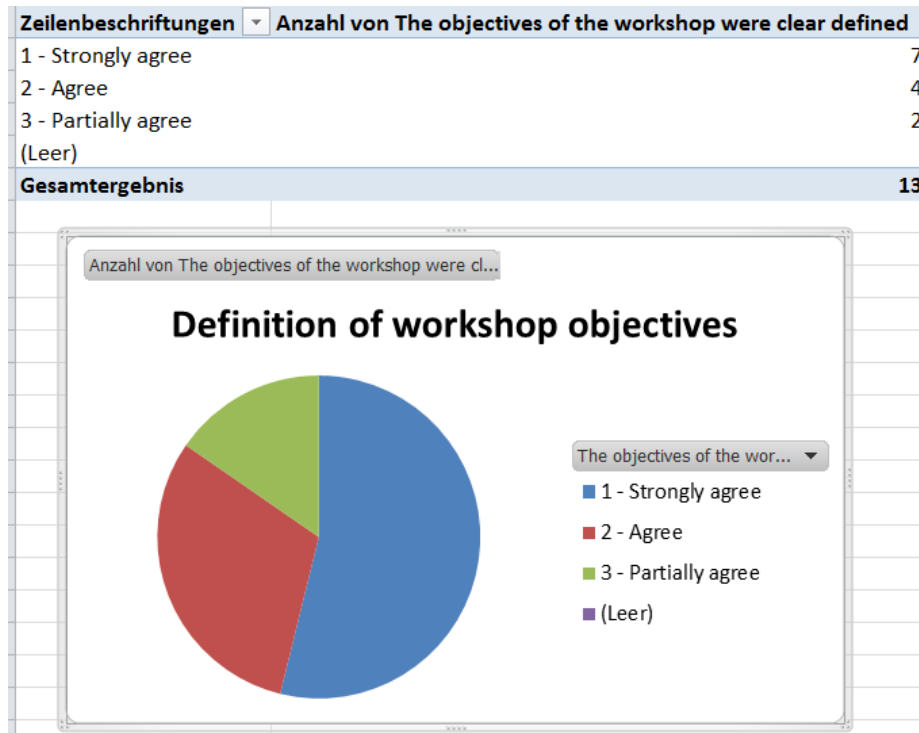 Zeilenbeschriftungen Anzahl von The objectives of the workshop were clear defined
1 - Strongly agree 7
2 - Agree 4
3 - Partially agree 2
(Leer)
Gesamtergebnis 13
Anzahl von The objectives of the workshop were cl...
Definition of workshop objectives
The objectives of the wor...
1 - Strongly agree
2 - Agree
3 - Partially agree
(Leer)